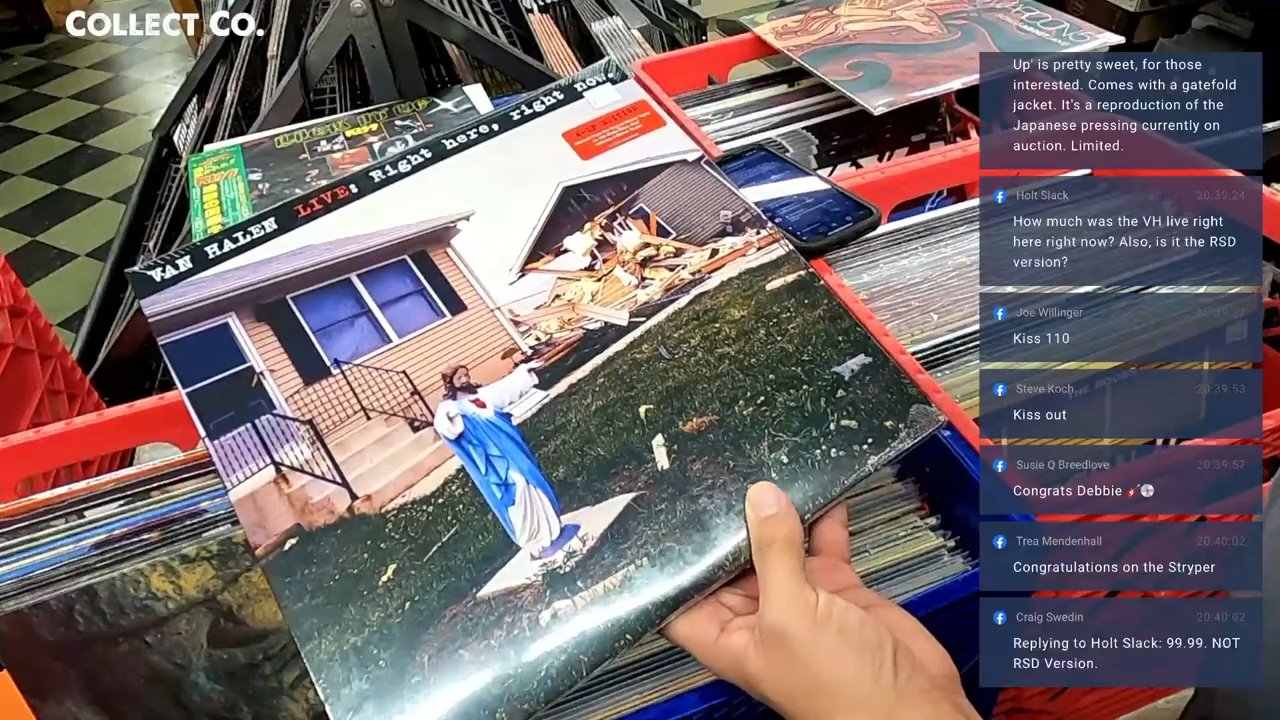 COLLECT CO.
LICK IT UP
VAN HALEN LIVE: Right here, right now.
Up' is pretty sweet, for those
interested. Comes with a gatefold
jacket. It's a reproduction of the
Japanese pressing currently on
auction. Limited.
Holt Slack 20:39:24
How much was the VH live right
here right now? Also, is it the RSD
version?
Joe Willinger
Kiss 110
Steve Koch 20:39:53
Kiss out
Susie Q Breedlove 20:39:57
Congrats Debbie
Trea Mendenhall 20:40:02
Congratulations on the Stryper
Craig Swedin 20:40:02
Replying to Holt Slack: 99.99. NOT
RSD Version.